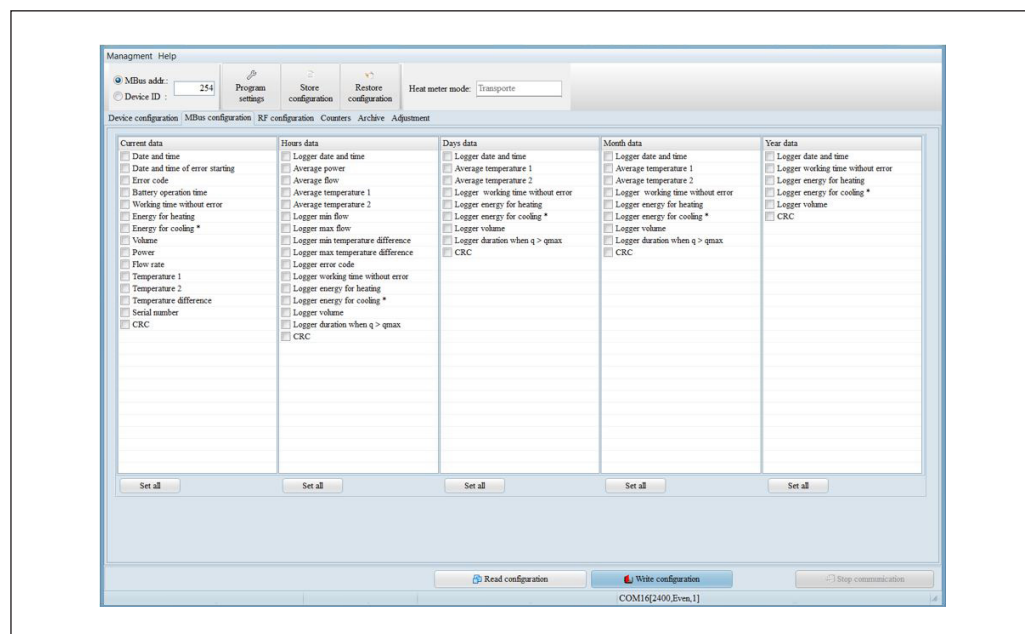 Managment Help
MBus addr.: 254
Device ID :
Program settings
Store configuration
Restore configuration
Heat meter mode: Transporte
Device configuration MBus configuration RF configuration Counters Archive Adjustment
Current data
Date and time
Date and time of error starting
Error code
Battery operation time
Working time without error
Energy for heating
Energy for cooling *
Volume
Power
Flow rate
Temperature 1
Temperature 2
Temperature difference
Serial number
CRC
Set all
Hours data
Logger date and time
Average power
Average flow
Average temperature 1
Average temperature 2
Logger min flow
Logger max flow
Logger min temperature difference
Logger max temperature difference
Logger error code
Logger working time without error
Logger energy for heating
Logger energy for cooling *
Logger volume
Logger duration when q > qmax
CRC
Set all
Days data
Logger date and time
Average temperature 1
Average temperature 2
Logger working time without error
Logger energy for heating
Logger energy for cooling *
Logger volume
Logger duration when q > qmax
CRC
Set all
Month data
Logger date and time
Average temperature 1
Average temperature 2
Logger working time without error
Logger energy for heating
Logger energy for cooling *
Logger volume
Logger duration when q > qmax
CRC
Set all
Year data
Logger date and time
Logger working time without error
Logger energy for heating
Logger energy for cooling *
Logger volume
CRC
Set all
Read configuration
Write configuration
Stop communication
COM16[2400,Even,1]